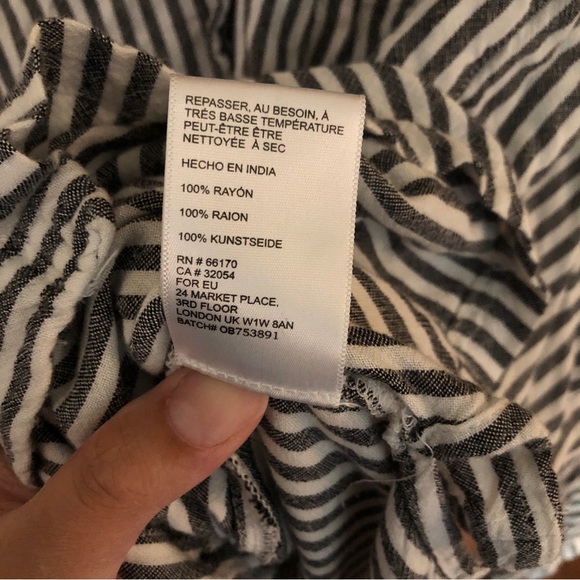 REPASSER, AU BESOIN, À
TRÉS BASSE TEMPÉRATURE
PEUT-ÊTRE ÊTRE
NETTOYÉE À SEC
HECHO EN INDIA
100% RAYÓN
100% RAION
100% KUNSTSEIDE
RN # 66170
CA # 32054
FOR EU
24 MARKET PLACE,
3RD FLOOR
LONDON UK W1W 8AN
BATCH# OB753891